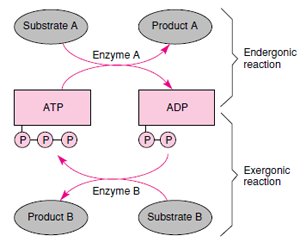 Substrate A
Product A
Enzyme A
Endergonic
reaction
ATP
ADP
P P P
P P
Exergonic
reaction
Enzyme B
Product B
Substrate B